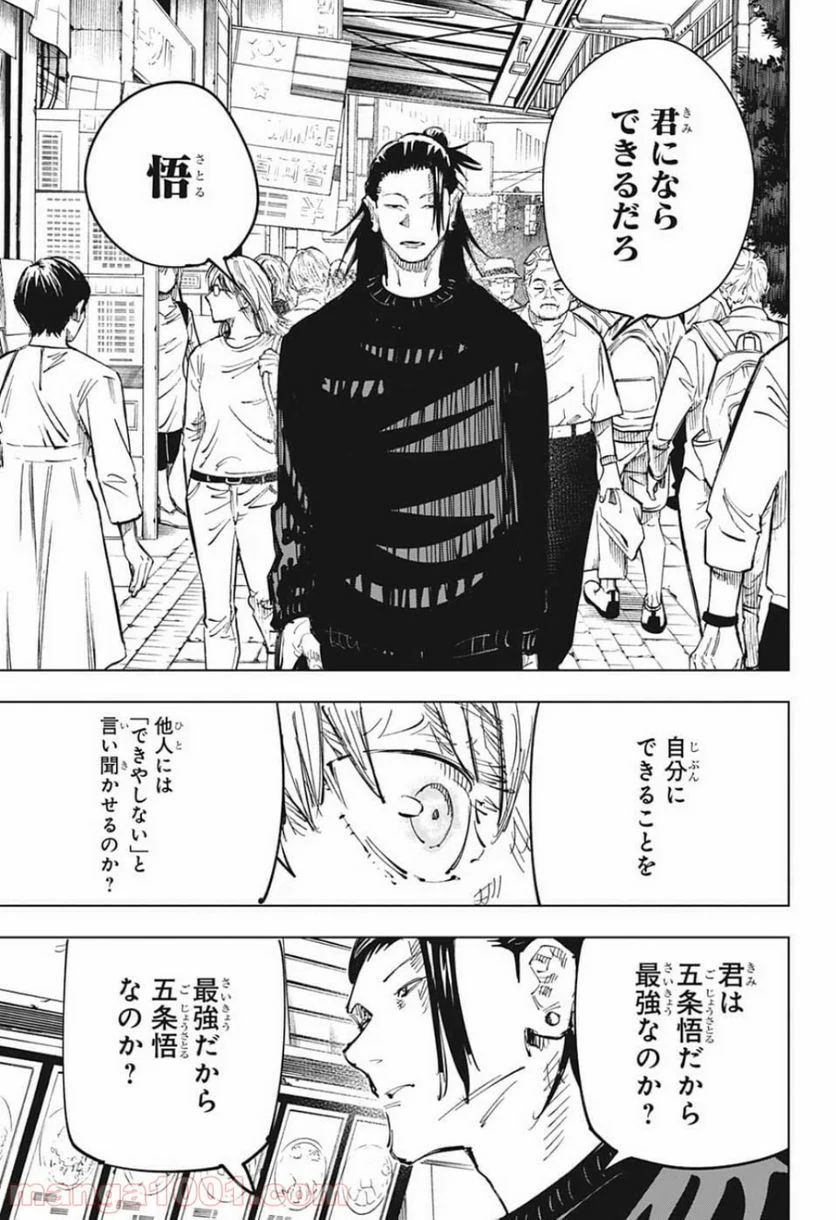 君になら
できるだろ
悟
自分に
できることを
他人には
「できやしない」と
言い聞かせるのか？
君は
五条悟だから
最強なのか？
最強だから
五条悟
なのか？
manga1001.com